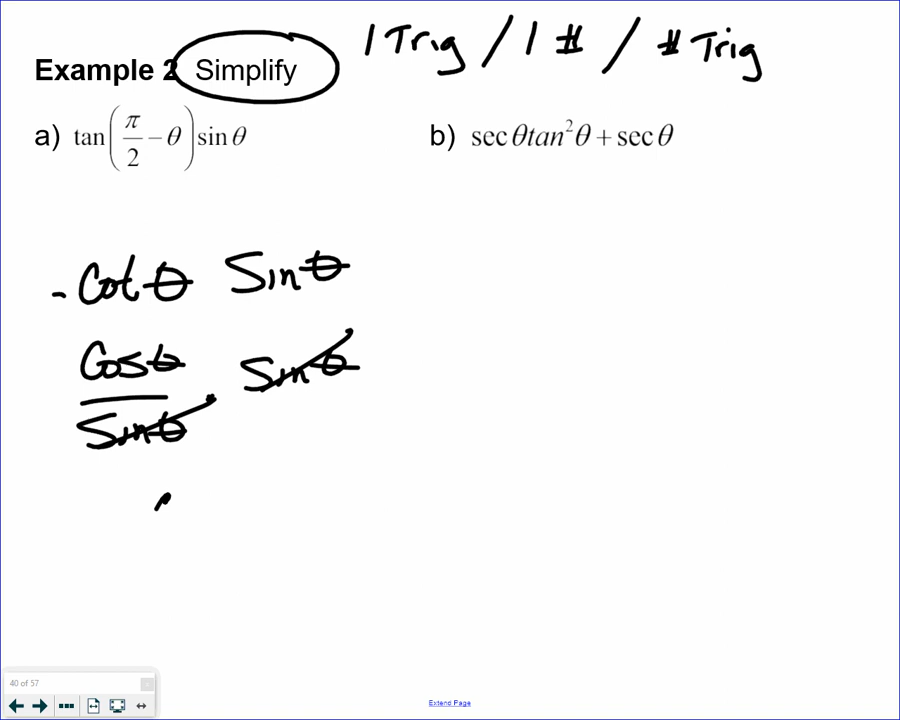 1 Trig / 1 # / # Trig
Example 2 Simplify
a) tan(π/2 − θ) sin θ
b) sec θ tan²θ + sec θ
- Cot θ Sin θ
Cos θ
Sin θ
Sin θ
40 of 57
Extend Page